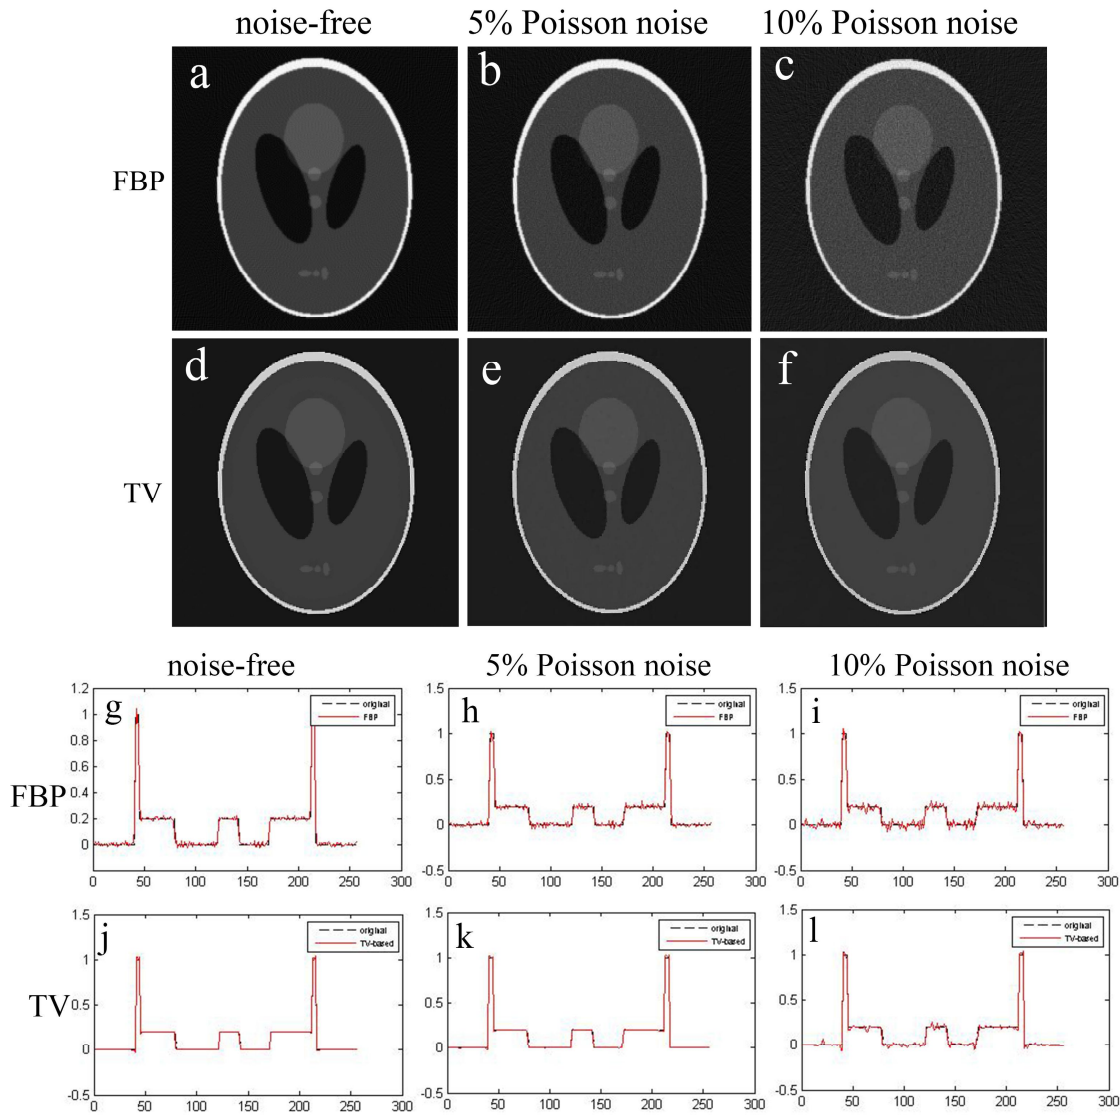 noise-free 5% Poisson noise 10% Poisson noise
a b c
FBP
d e f
TV
noise-free 5% Poisson noise 10% Poisson noise
g
1.2
1
0.8
0.6
0.4
0.2
0
0 50 100 150 200 250 300
original
FBP
h
1.5
1
0.5
0
-0.5
0 50 100 150 200 250 300
original
FBP
i
1.5
1
0.5
0
-0.5
0 50 100 150 200 250 300
original
FBP
FBP
j
1.5
1
0.5
0
-0.5
0 50 100 150 200 250 300
original
TV-based
k
1.5
1
0.5
0
-0.5
0 50 100 150 200 250 300
original
TV-based
l
1.5
1
0.5
0
-0.5
0 50 100 150 200 250 300
original
TV-based
TV